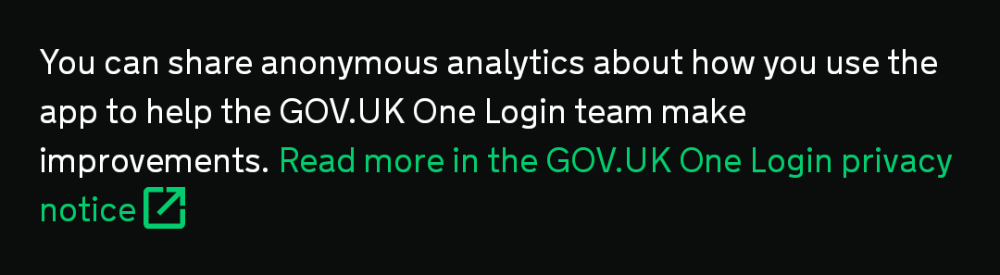 You can share anonymous analytics about how you use the
app to help the GOV.UK One Login team make
improvements. Read more in the GOV.UK One Login privacy
notice